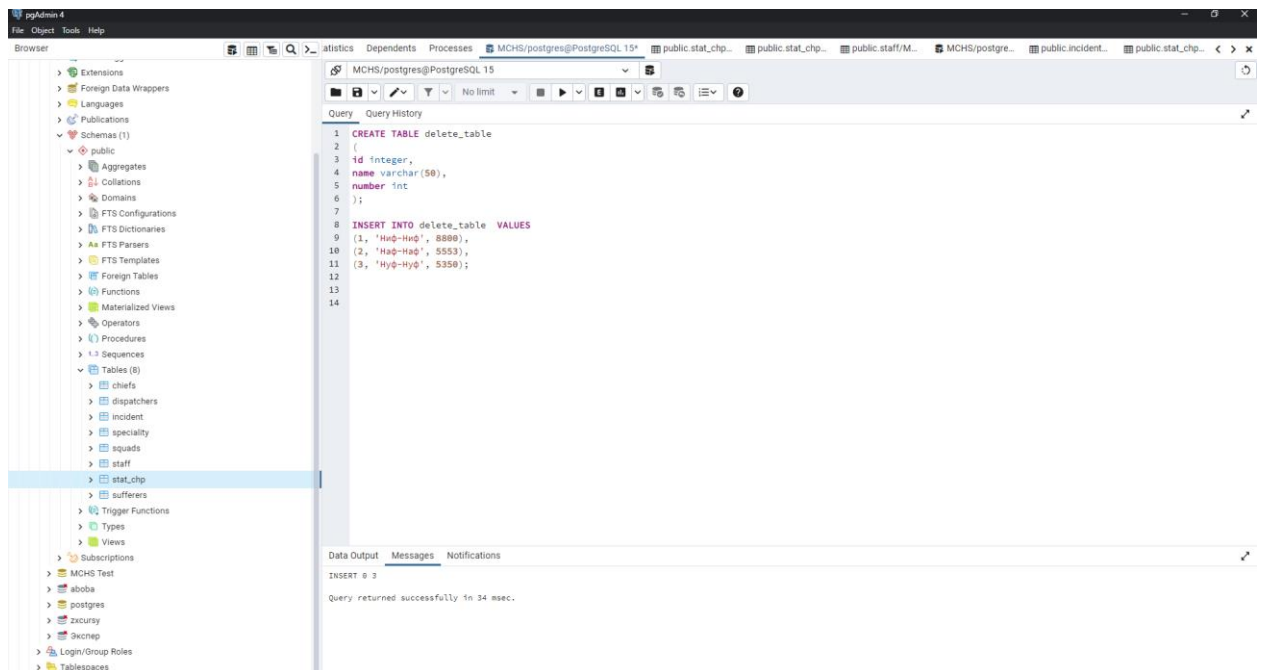 pgAdmin 4
File Object Tools Help
Browser
atistics Dependents Processes MCHS/postgres@PostgreSQL 15* public.stat_chp... public.stat_chp... public.staff/M... MCHS/postgre... public.incident... public.stat_chp...
Extensions
Foreign Data Wrappers
Languages
Publications
Schemas (1)
public
Aggregates
Collations
Domains
FTS Configurations
FTS Dictionaries
Aa FTS Parsers
FTS Templates
Foreign Tables
Functions
Materialized Views
Operators
Procedures
1..3 Sequences
Tables (8)
chiefs
dispatchers
incident
speciality
squads
staff
stat_chp
sufferers
Trigger Functions
Types
Views
Subscriptions
MCHS Test
aboba
postgres
zxcursy
Экспер
Login/Group Roles
Tablespaces
MCHS/postgres@PostgreSQL 15
No limit
Query Query History
1 CREATE TABLE delete_table
2 (
3 id integer,
4 name varchar(50),
5 number int
6 );
7
8 INSERT INTO delete_table VALUES
9 (1, 'Ниф-Ниф', 8800),
10 (2, 'Наф-Наф', 5553),
11 (3, 'Нуф-Нуф', 5350);
12
13
14
Data Output Messages Notifications
INSERT 0 3
Query returned successfully in 34 msec.